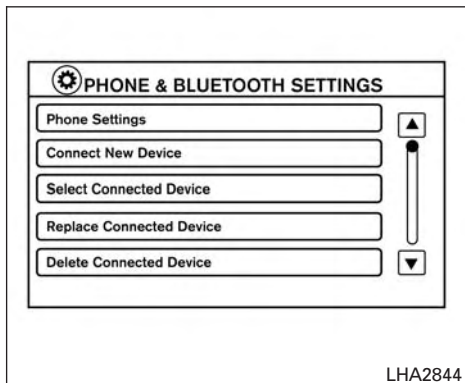 PHONE & BLUETOOTH SETTINGS
Phone Settings
Connect New Device
Select Connected Device
Replace Connected Device
Delete Connected Device
LHA2844